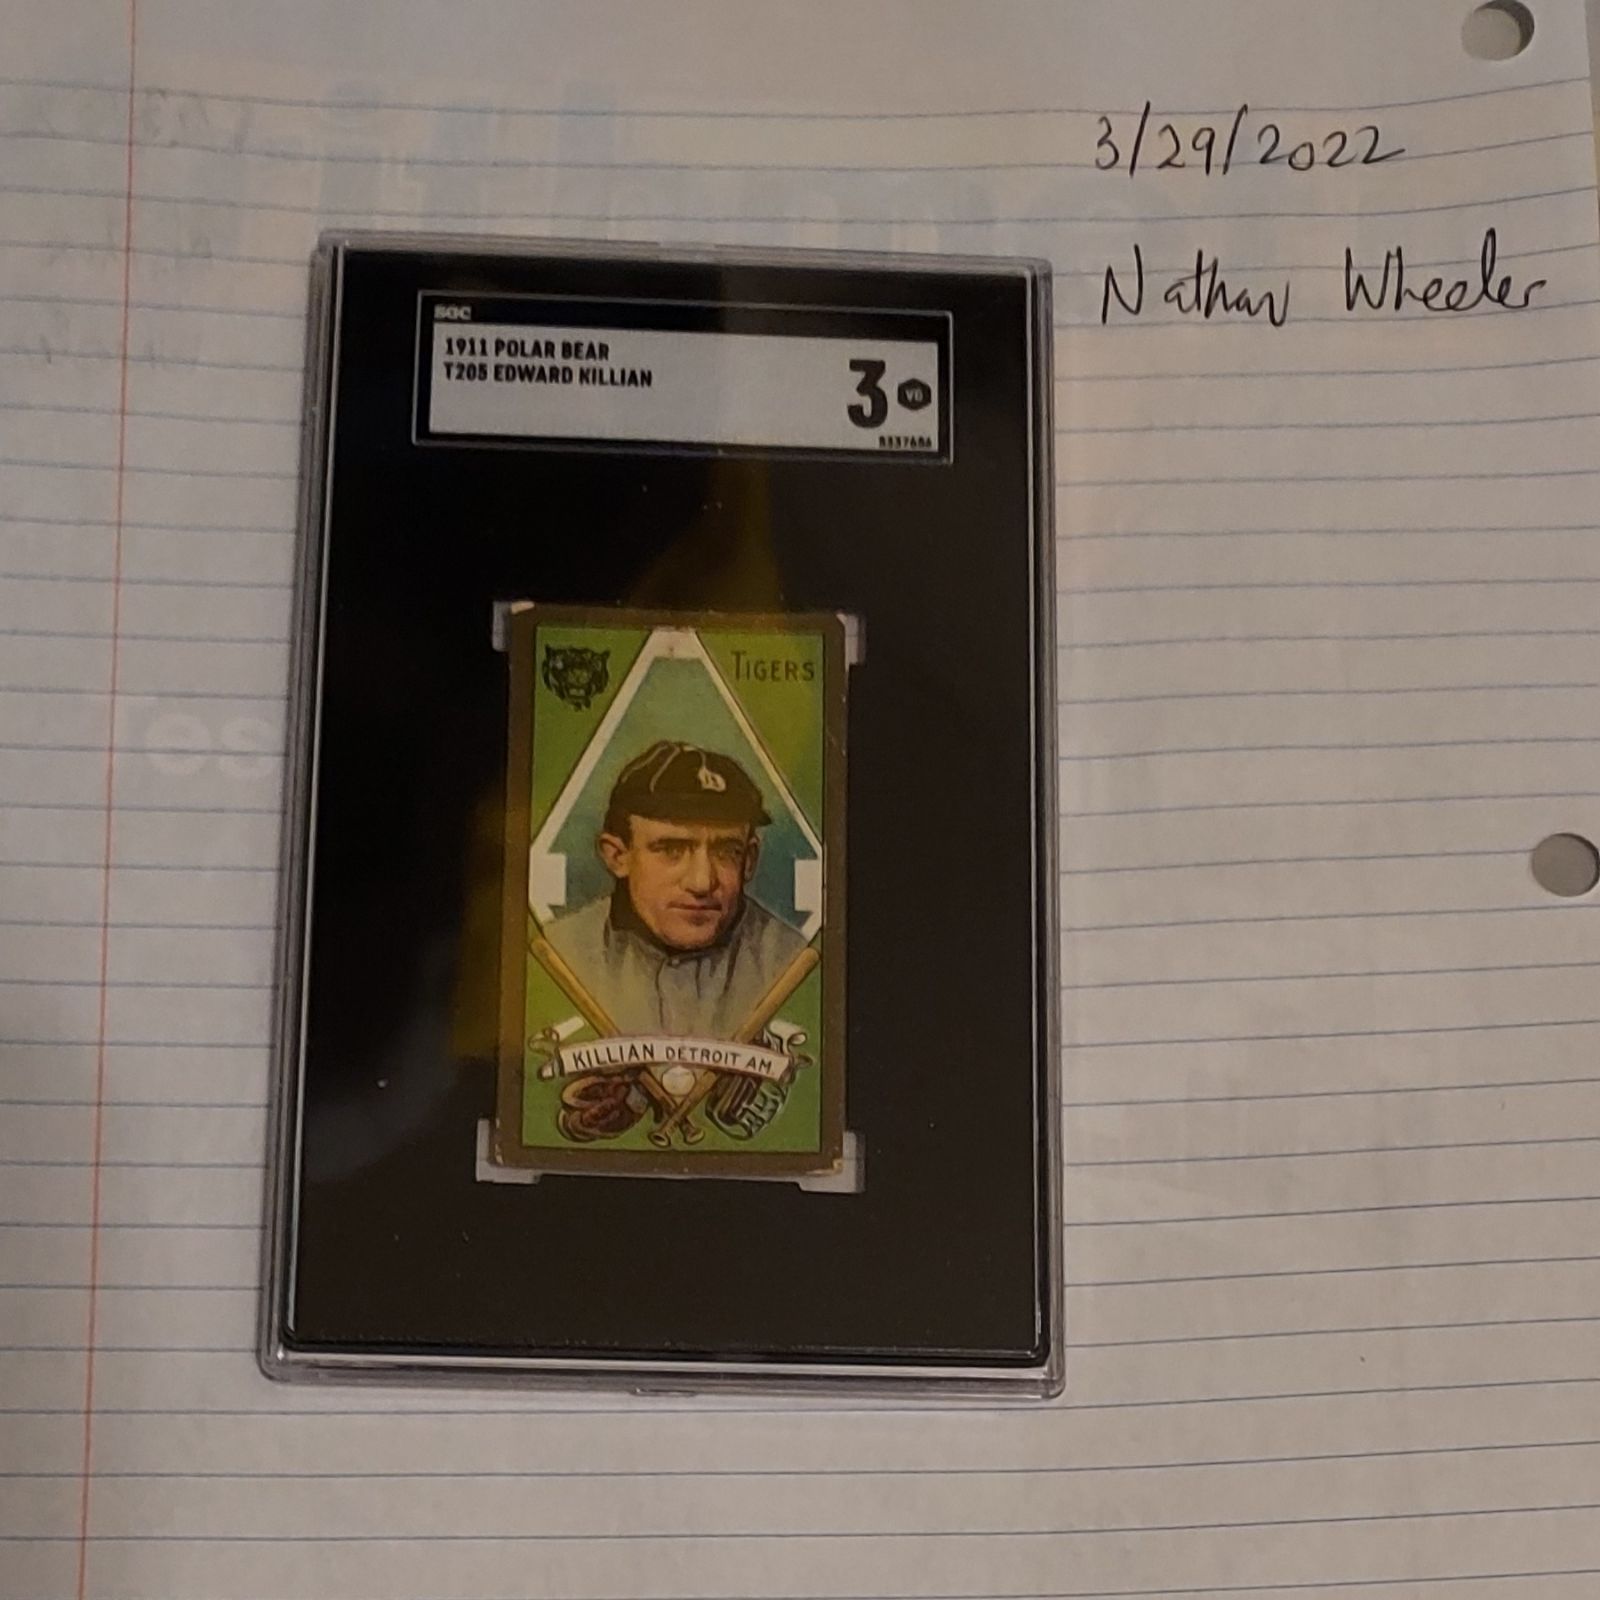 3/29/2022
Nathan Wheeler
SGC
1911 POLAR BEAR
T205 EDWARD KILLIAN
3 VG
TIGERS
D
KILLIAN DETROIT AM